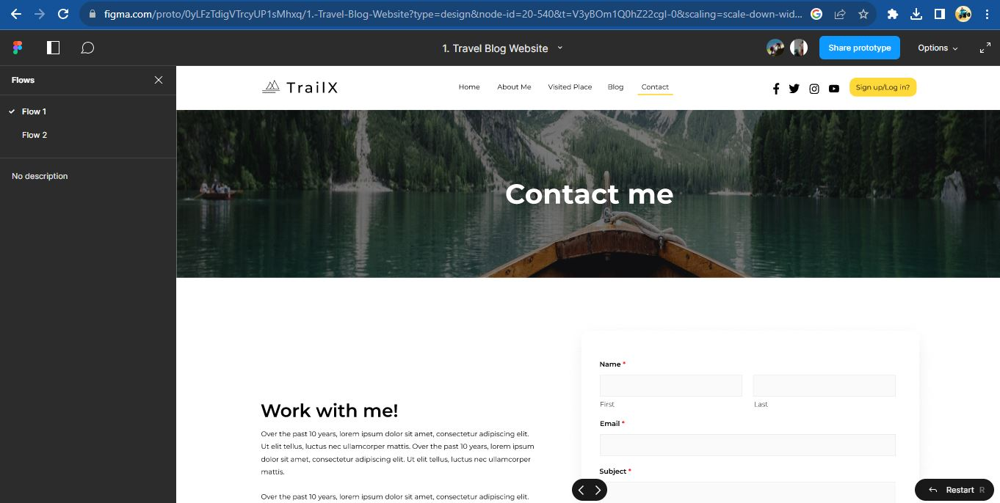 figma.com/proto/0yLFzTdigVTrcyUP1sMhxq/1.-Travel-Blog-Website?type=design&node-id=20-540&t=V3yBOm1Q0hZ22cgl-0&scaling=scale-down-wid...
1. Travel Blog Website
Share prototype
Options
Flows
Flow 1
Flow 2
No description
TrailX
Home About Me Visited Place Blog Contact
Sign up/Log in?
Contact me
Work with me!
Over the past 10 years, lorem ipsum dolor sit amet, consectetur adipiscing elit.
Ut elit tellus, luctus nec ullamcorper mattis. Over the past 10 years, lorem ipsum
dolor sit amet, consectetur adipiscing elit. Ut elit tellus, luctus nec ullamcorper
mattis.
Over the past 10 years, lorem ipsum dolor sit amet, consectetur adipiscing elit.
Name *
First Last
Email *
Subject *
Restart R